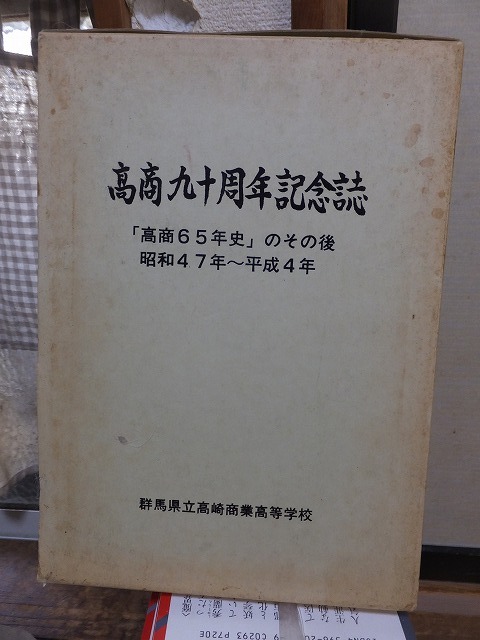 高商九十周年記念誌
「高商65年史」のその後
昭和47年～平成4年
群馬県立高崎商業高等学校
C0293 P720E